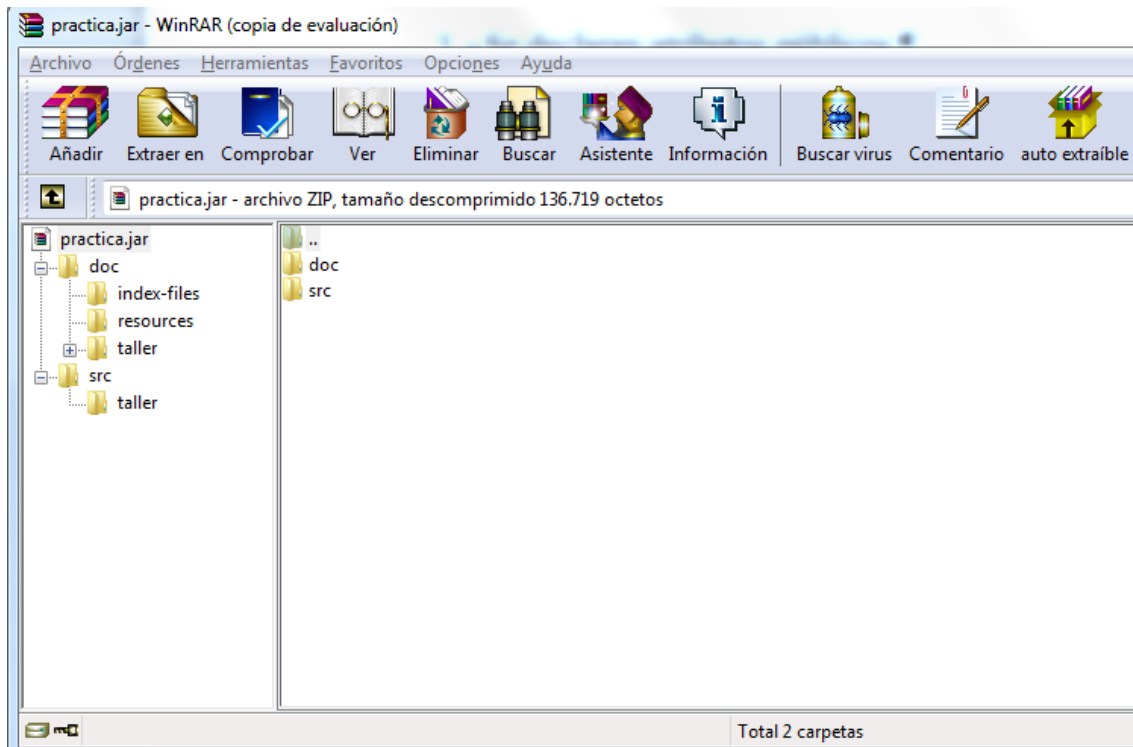 practica.jar - WinRAR (copia de evaluación)
Archivo Órdenes Herramientas Favoritos Opciones Ayuda
Añadir Extraer en Comprobar Ver Eliminar Buscar Asistente Información Buscar virus Comentario auto extraíble
practica.jar - archivo ZIP, tamaño descomprimido 136.719 octetos
practica.jar
doc
index-files
resources
taller
src
taller
..
doc
src
Total 2 carpetas